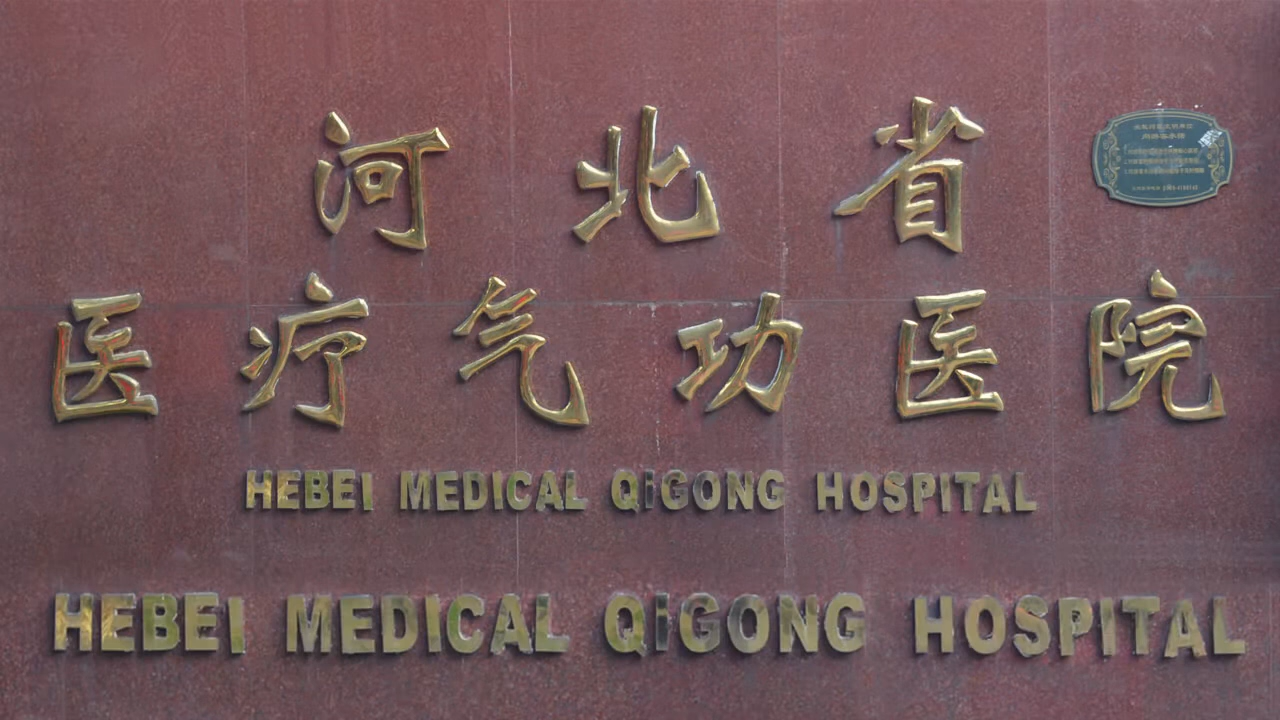 河北省
医疗气功医院
HEBEI MEDICAL QiGONG HOSPITAL
HEBEI MEDICAL QiGONG HOSPITAL